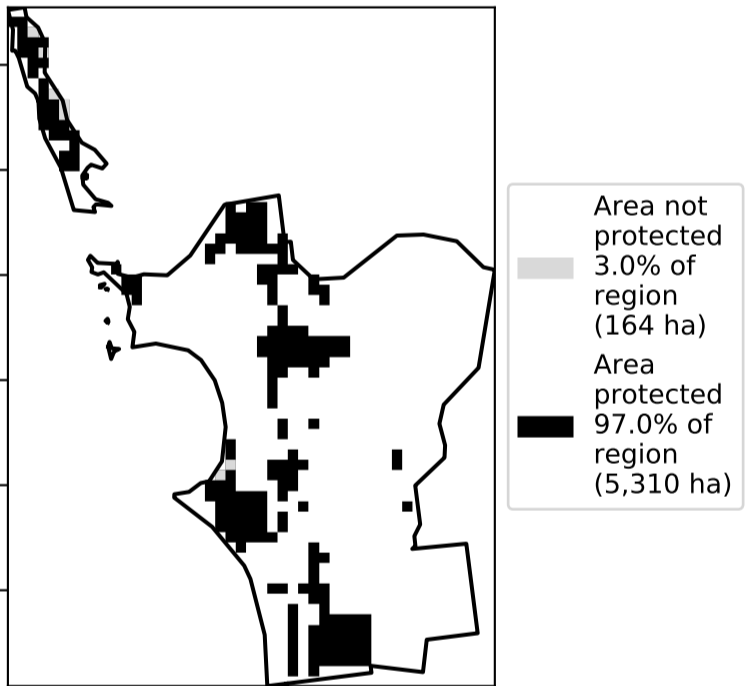 Area not
protected
3.0% of
region
(164 ha)
Area
protected
97.0% of
region
(5,310 ha)